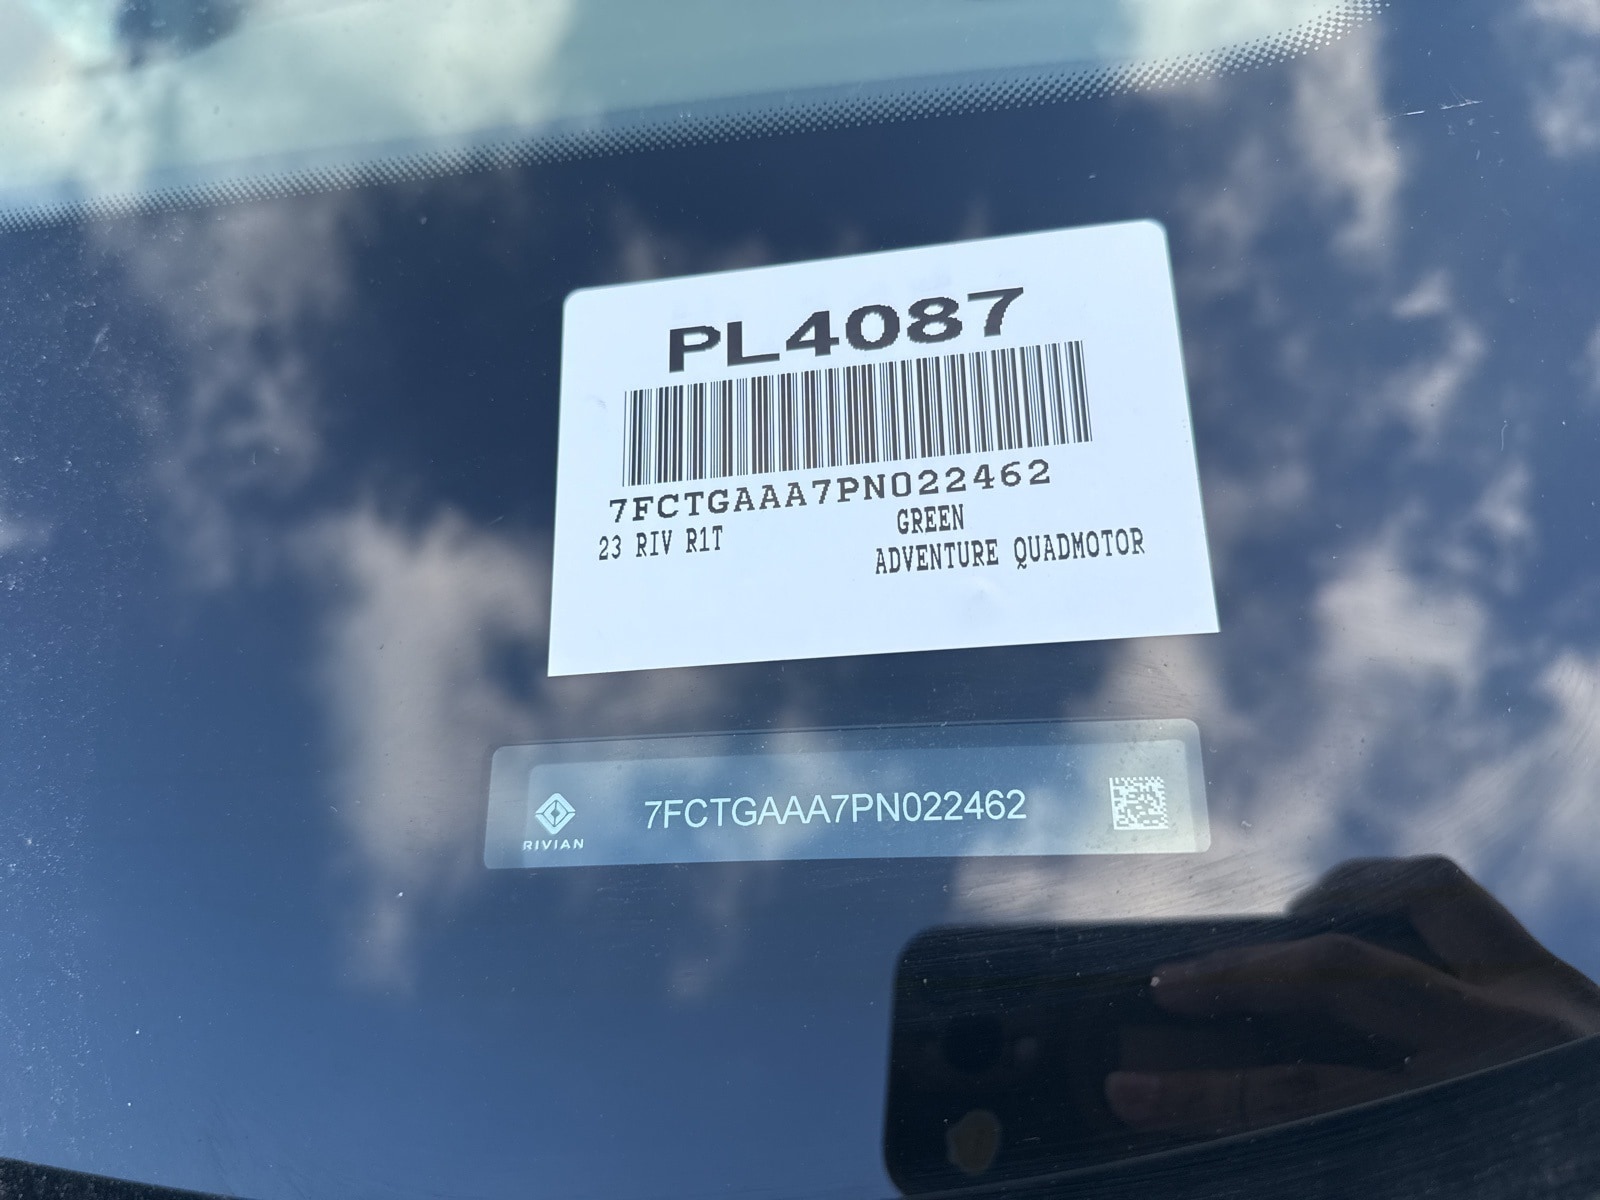 PL4087
7FCTGAAA7PN022462
23 RIV R1T
GREEN
ADVENTURE QUADMOTOR
RIVIAN
7FCTGAAA7PN022462